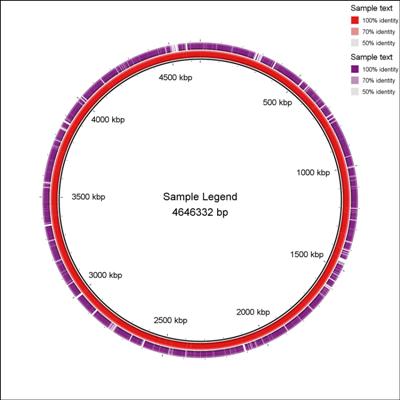 Sample text
100% identity
70% identity
50% identity
Sample text
100% identity
70% identity
50% identity
4500 kbp
500 kbp
4000 kbp
1000 kbp
3500 kbp
Sample Legend
4646332 bp
1500 kbp
3000 kbp
2000 kbp
2500 kbp